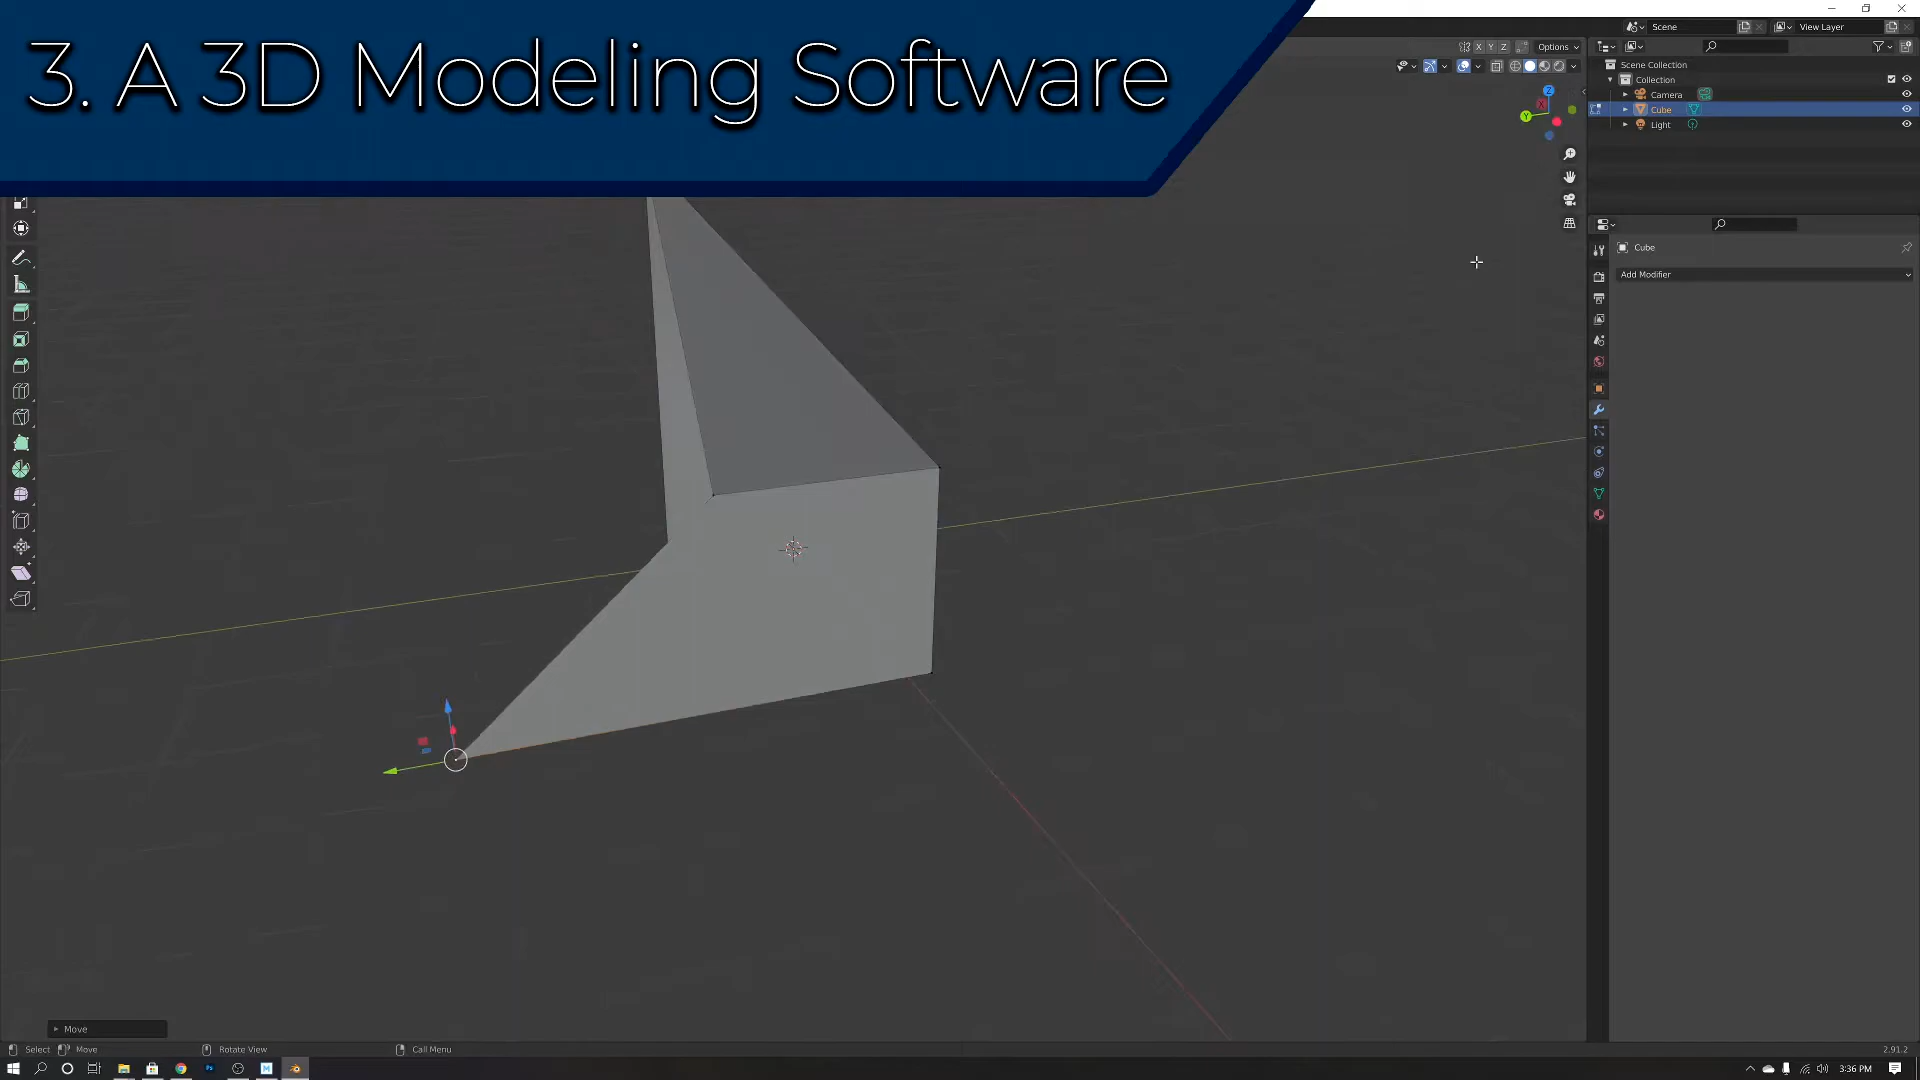 3. A 3D Modeling Software
Scene
View Layer
X Y Z
Options
Scene Collection
Collection
Camera
Cube
Light
Z
Y
X
Cube
Add Modifier
Move
Select
Move
Rotate View
Call Menu
2.91.2
Ps
M
3:36 PM